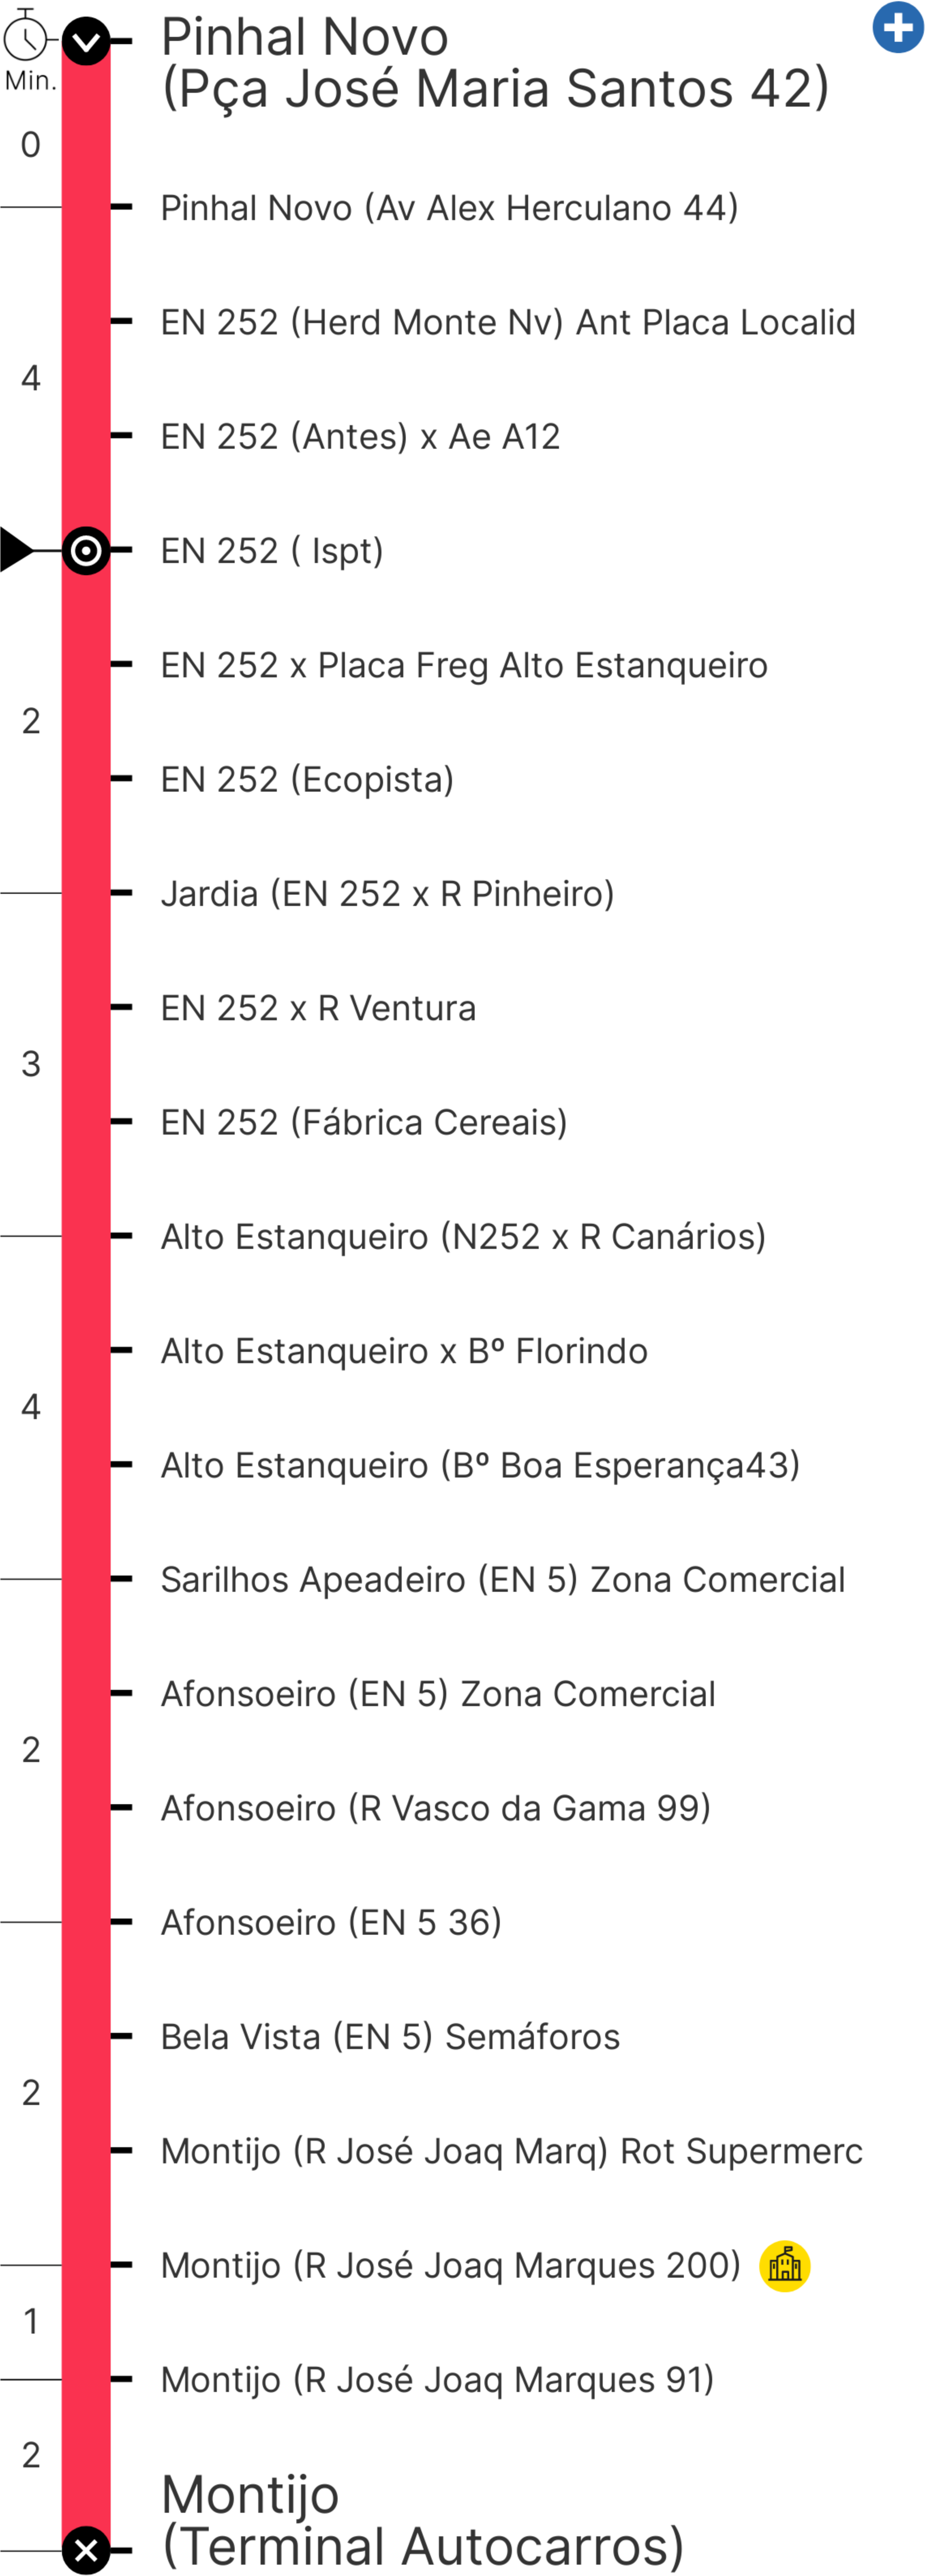 Pinhal Novo
(Pça José Maria Santos 42)
Min.
0
Pinhal Novo (Av Alex Herculano 44)
EN 252 (Herd Monte Nv) Ant Placa Localid
4
EN 252 (Antes) x Ae A12
EN 252 ( Ispt)
EN 252 x Placa Freg Alto Estanqueiro
2
EN 252 (Ecopista)
Jardia (EN 252 x R Pinheiro)
EN 252 x R Ventura
3
EN 252 (Fábrica Cereais)
Alto Estanqueiro (N252 x R Canários)
Alto Estanqueiro x Bº Florindo
4
Alto Estanqueiro (Bº Boa Esperança43)
Sarilhos Apeadeiro (EN 5) Zona Comercial
Afonsoeiro (EN 5) Zona Comercial
2
Afonsoeiro (R Vasco da Gama 99)
Afonsoeiro (EN 5 36)
Bela Vista (EN 5) Semáforos
2
Montijo (R José Joaq Marq) Rot Supermerc
Montijo (R José Joaq Marques 200)
1
Montijo (R José Joaq Marques 91)
2
Montijo
(Terminal Autocarros)